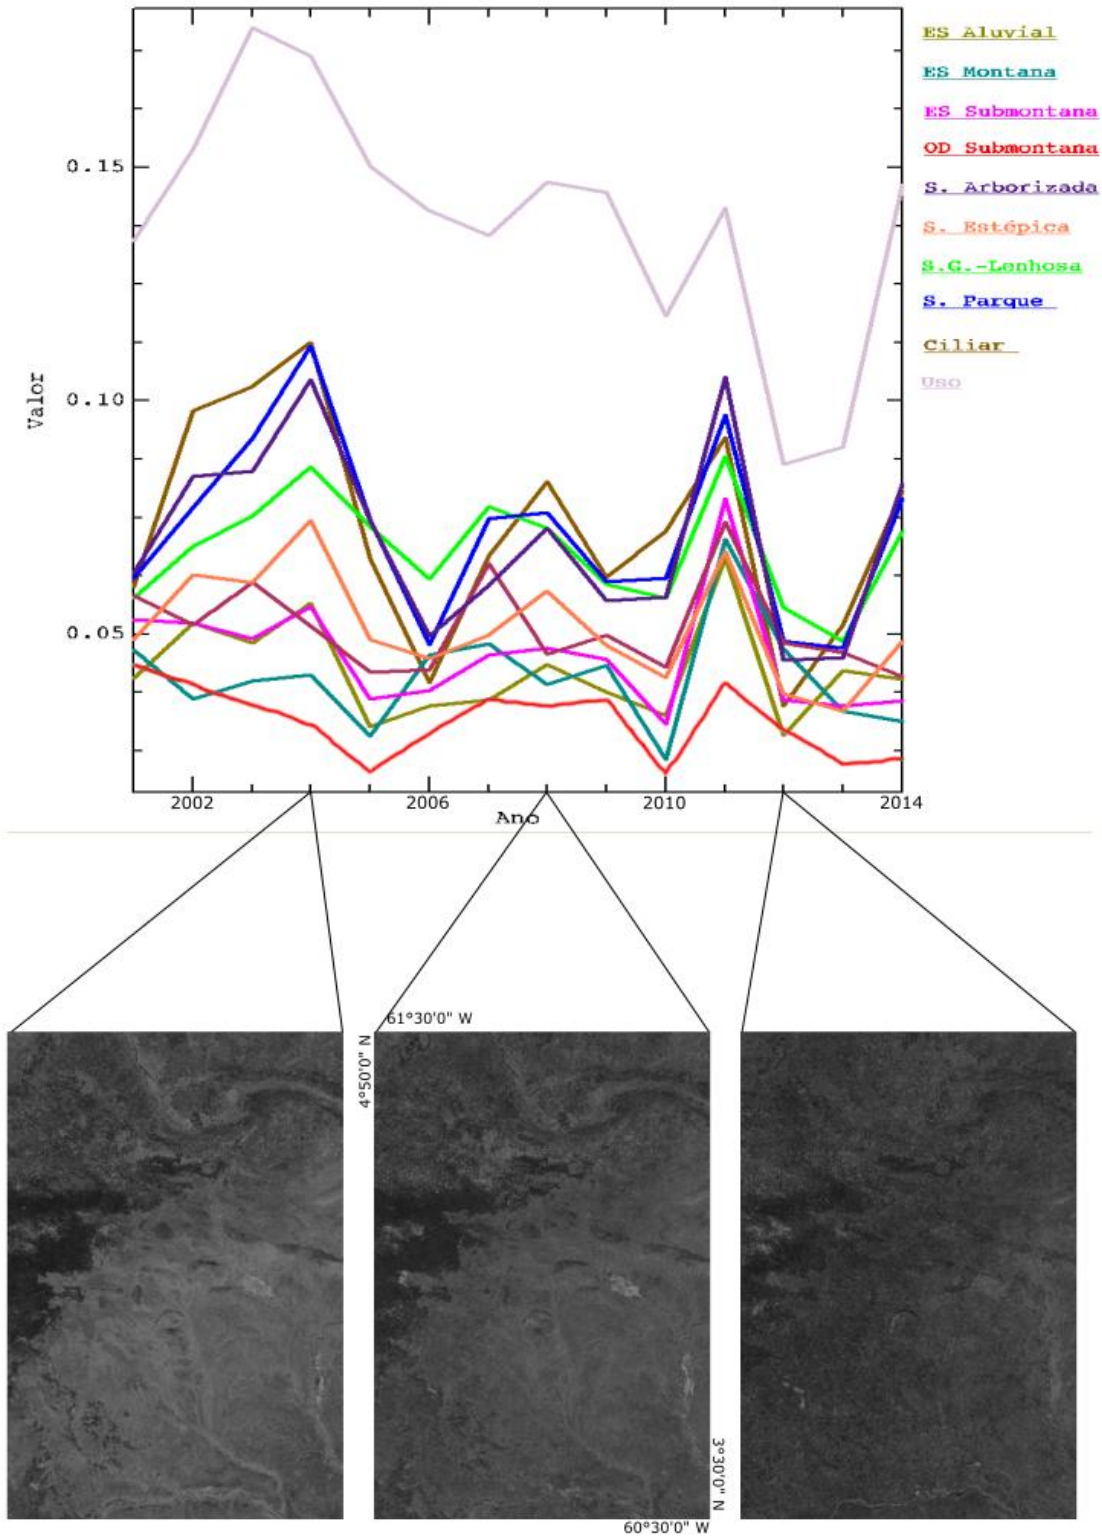 ES Aluvial
ES Montana
ES Submontana
OD Submontana
S. Arborizada
S. Estépica
S.G.-Lenhosa
S. Parque
Ciliar
Uso
0.15
0.10
0.05
Valor
2002
2006
2010
2014
Ano
61°30'0" W
4°50'0" N
3°30'0" N
60°30'0" W